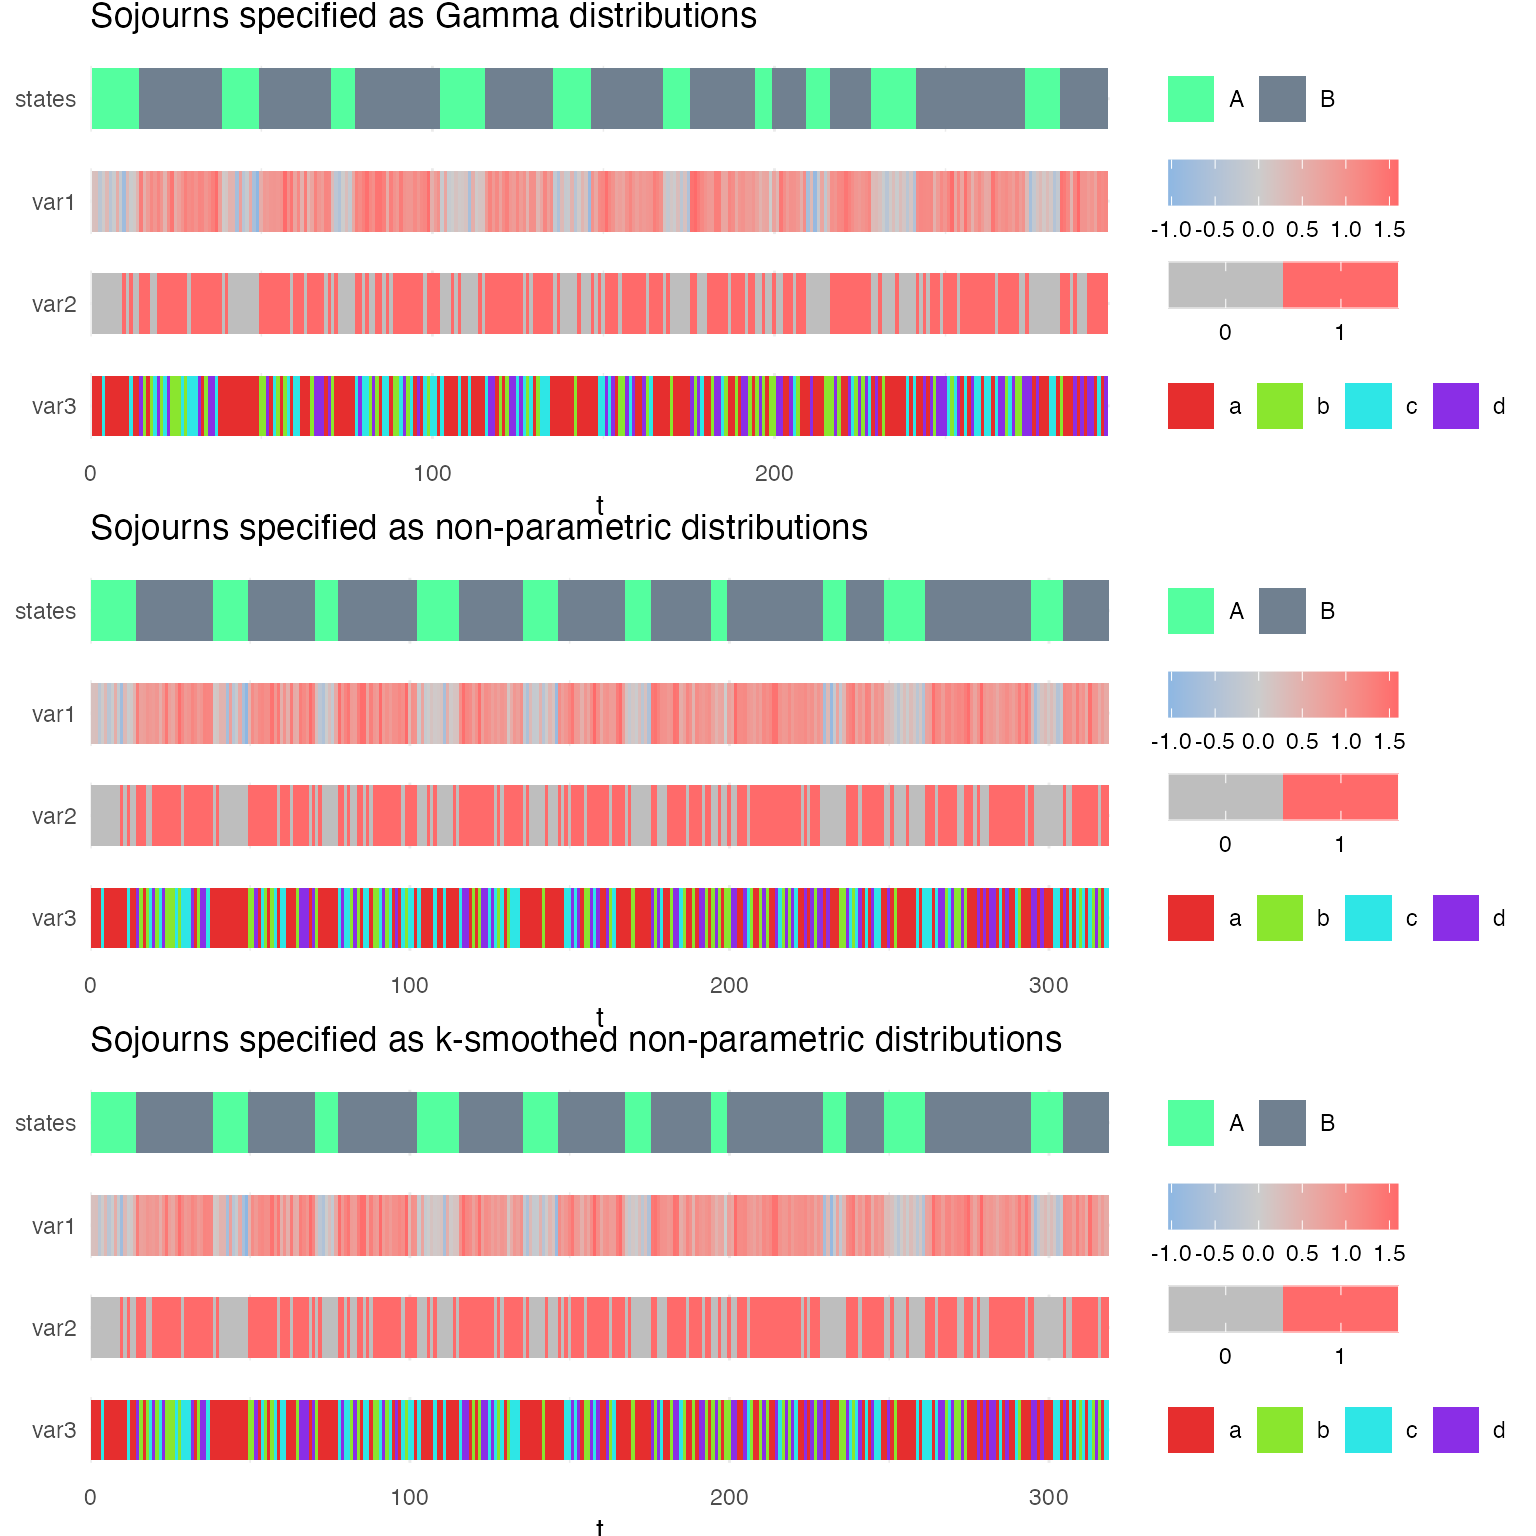 Sojourns specified as Gamma distributions
states A B
var1
-1.0 -0.5 0.0 0.5 1.0 1.5
var2
0 1
var3 a b c d
0 100 200
t
Sojourns specified as non-parametric distributions
states A B
var1
-1.0 -0.5 0.0 0.5 1.0 1.5
var2
0 1
var3 a b c d
0 100 200 300
t
Sojourns specified as k-smoothed non-parametric distributions
states A B
var1
-1.0 -0.5 0.0 0.5 1.0 1.5
var2
0 1
var3 a b c d
0 100 200 300
t